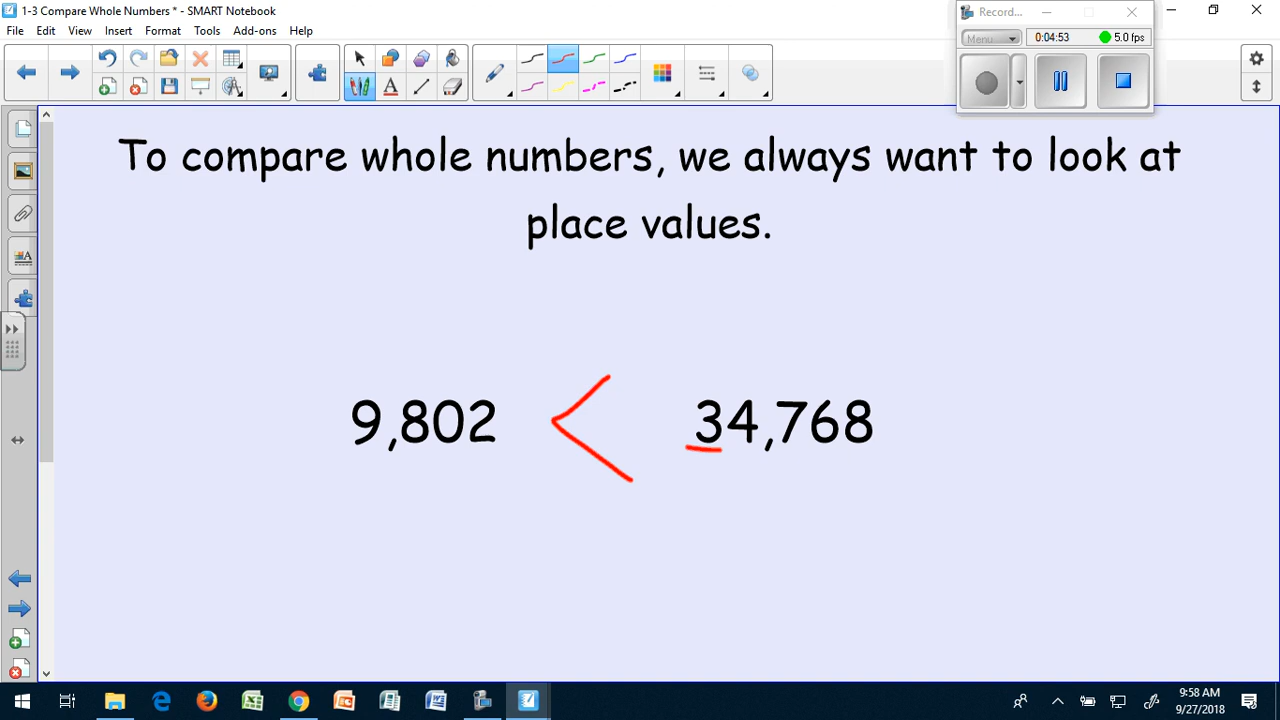 1-3 Compare Whole Numbers * - SMART Notebook
File Edit View Insert Format Tools Add-ons Help
Record...
Menu 0:04:53 5.0 fps
To compare whole numbers, we always want to look at
place values.
9,802 < 34,768
9:58 AM
9/27/2018